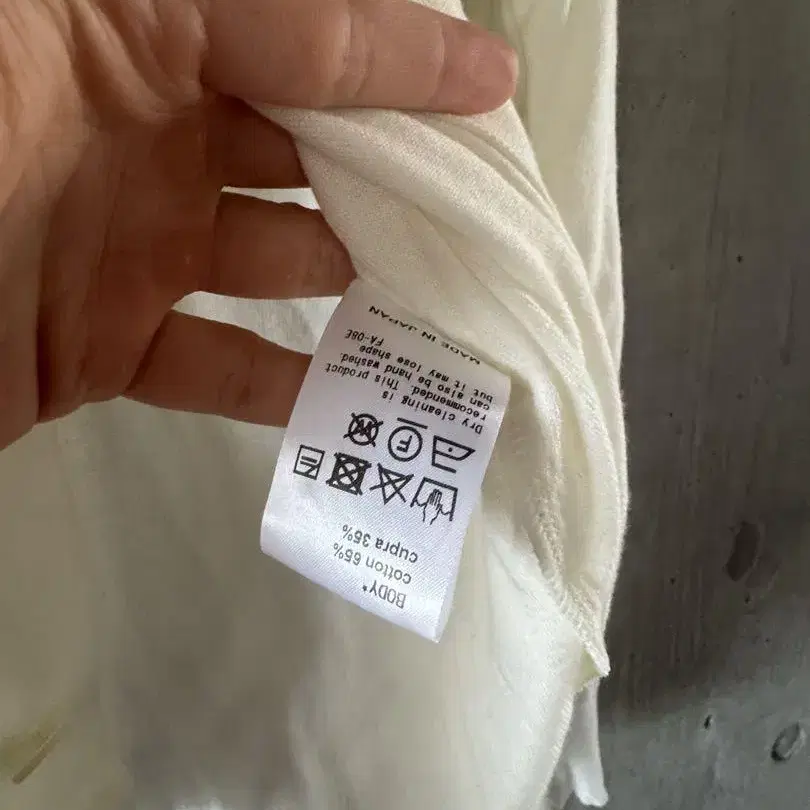 BODY*
cotton 65%
cupra 35%
F
W
Dry cleaning is
recommended. This product
can also be hand washed.
but it may lose shape.
FA-08E
MADE IN JAPAN